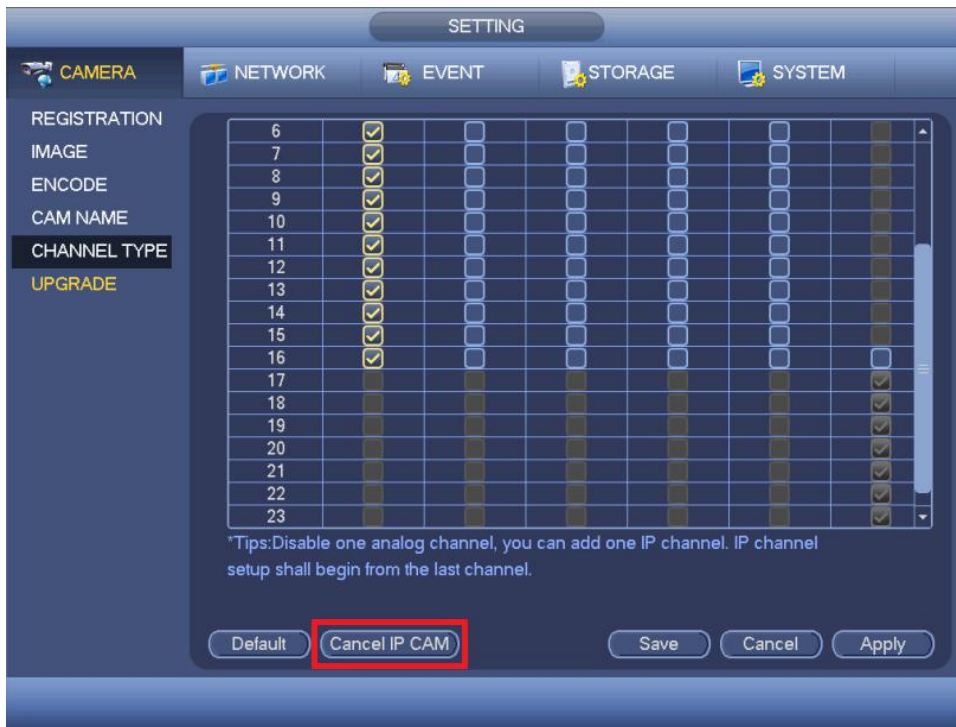 SETTING
CAMERA NETWORK EVENT STORAGE SYSTEM
REGISTRATION
IMAGE
ENCODE
CAM NAME
CHANNEL TYPE
UPGRADE
6
7
8
9
10
11
12
13
14
15
16
17
18
19
20
21
22
23
*Tips:Disable one analog channel, you can add one IP channel. IP channel
setup shall begin from the last channel.
Default Cancel IP CAM Save Cancel Apply